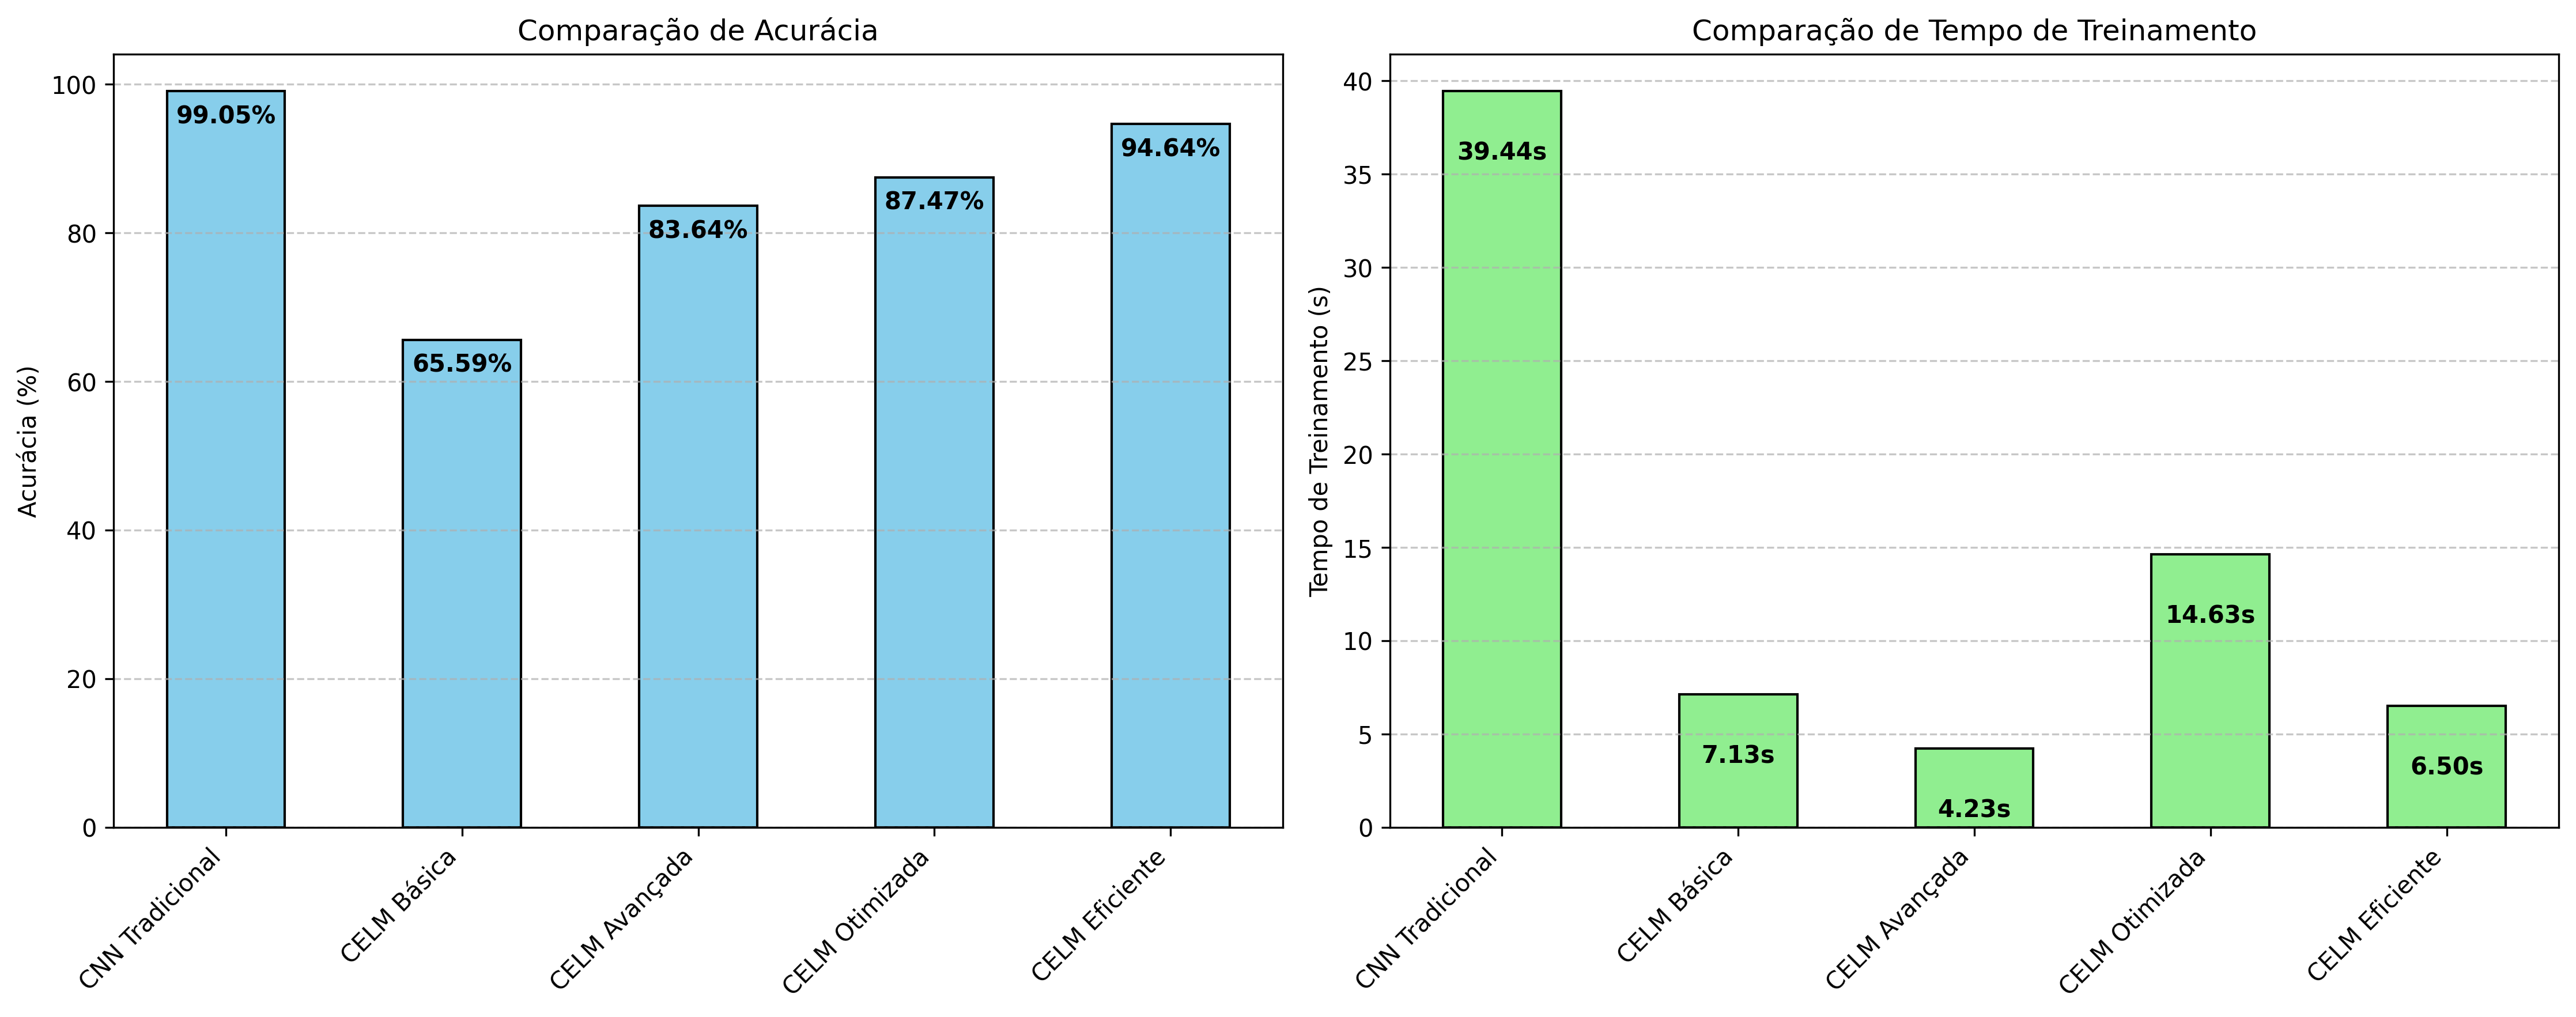 Comparação de Acurácia
Acurácia (%)
100
80
60
40
20
0
99.05%
65.59%
83.64%
87.47%
94.64%
CNN Tradicional
CELM Básica
CELM Avançada
CELM Otimizada
CELM Eficiente
Comparação de Tempo de Treinamento
Tempo de Treinamento (s)
40
35
30
25
20
15
10
5
0
39.44s
7.13s
4.23s
14.63s
6.50s
CNN Tradicional
CELM Básica
CELM Avançada
CELM Otimizada
CELM Eficiente